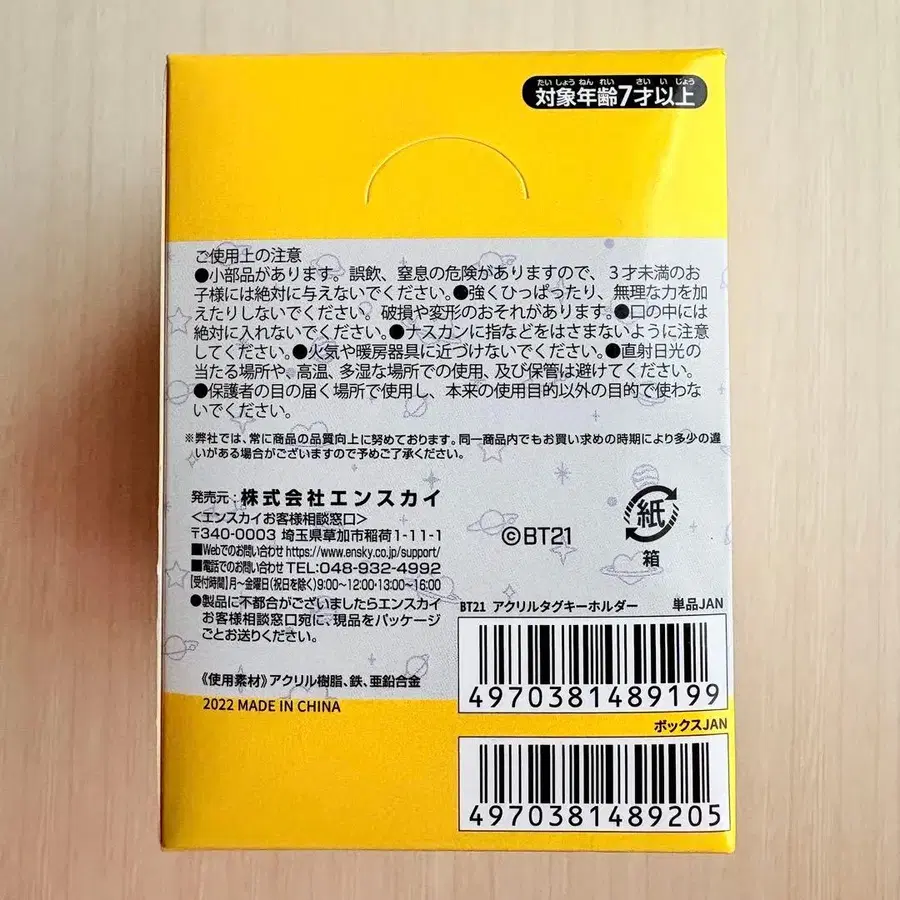 たいしょうねんれい さいいじょう
対象年齢7才以上
ご使用上の注意
●小部品があります。誤飲、窒息の危険がありますので、3才未満のお
子様には絶対に与えないでください。●強くひっぱったり、無理な力を加
えたりしないでください。破損や変形のおそれがあります。●口の中には
絶対に入れないでください。●ナスカンに指などをはさまないように注意
してください。●火気や暖房器具に近づけないでください。●直射日光の
当たる場所や、高温、多湿な場所での使用、及び保管は避けてください。
●保護者の目の届く場所で使用し、本来の使用目的以外の目的で使わな
いでください。
※弊社では、常に商品の品質向上に努めております。同一商品内でもお買い求めの時期により多少の違
いがある場合がございますので予めご了承ください。
発売元:株式会社エンスカイ
<エンスカイお客様相談窓口>
〒340-0003 埼玉県草加市稲荷1-11-1
■Webでのお問い合わせ https://www.ensky.co.jp/support/
■電話でのお問い合わせ TEL:048-932-4992
【受付時間】月~金曜日(祝日を除く)9:00~12:00・13:00~16:00
●製品に不都合がございましたらエンスカイ
お客様相談窓口宛に、現品をパッケージ
ごとお送りください。
《使用素材》アクリル樹脂、鉄、亜鉛合金
2022 MADE IN CHINA
©BT21
紙
箱
BT21 アクリルタグキーホルダー 単品JAN
4970381489199
ボックスJAN
4970381489205